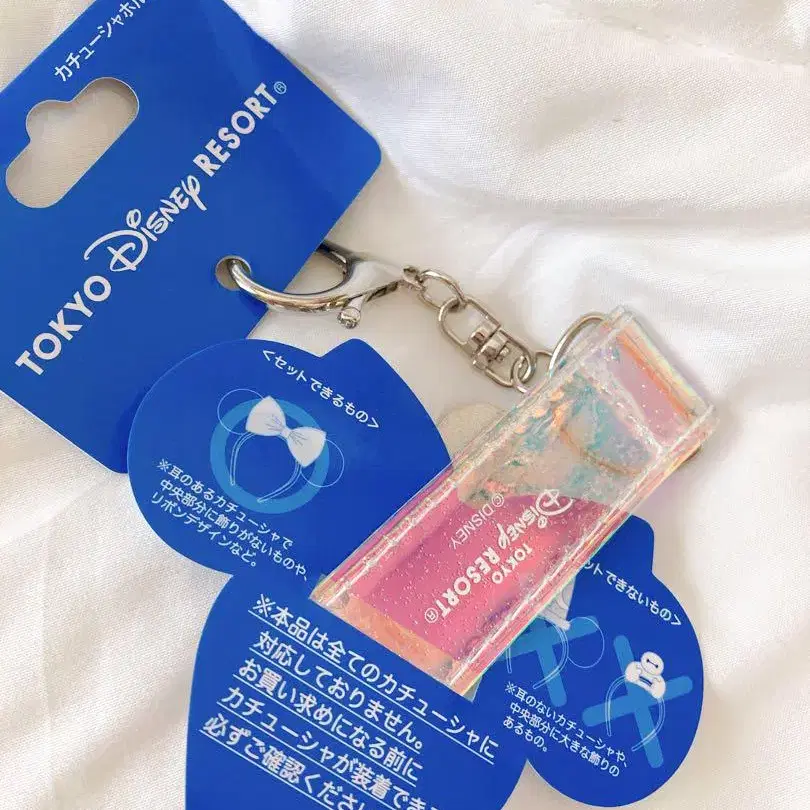 カチューシャホル
TOKYO Disney RESORT®
<セットできるもの>
※耳のあるカチューシャで
中央部分に飾りがないものや、
リボンデザインなど。
TOKYO
Disney RESORT®
©DISNEY
セットできないもの>
※耳のないカチューシャや、
中央部分に大きな飾りの
あるもの。
※本品は全てのカチューシャに
対応しておりません。
お買い求めになる前に
カチューシャが装着でき
必ずご確認くださ